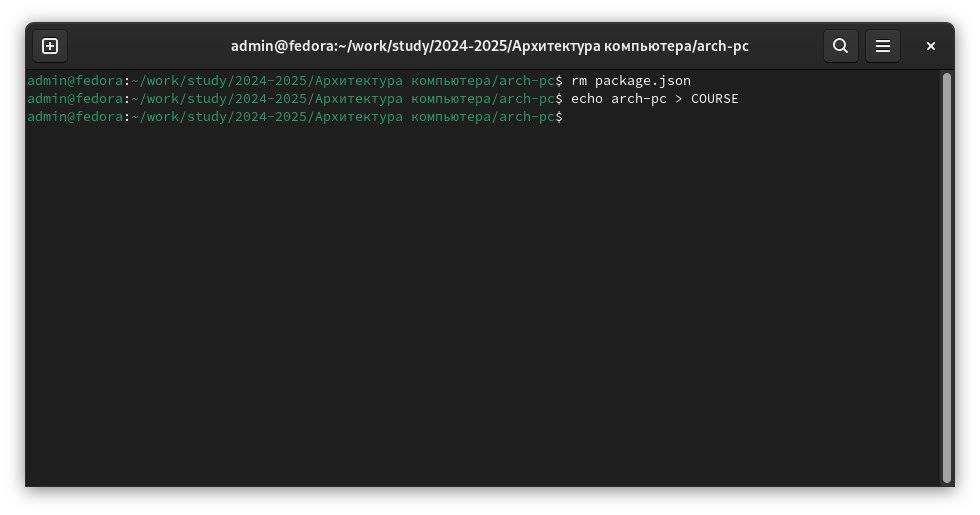 admin@fedora:~/work/study/2024-2025/Архитектура компьютера/arch-pc
admin@fedora:~/work/study/2024-2025/Архитектура компьютера/arch-pc$ rm package.json
admin@fedora:~/work/study/2024-2025/Архитектура компьютера/arch-pc$ echo arch-pc > COURSE
admin@fedora:~/work/study/2024-2025/Архитектура компьютера/arch-pc$